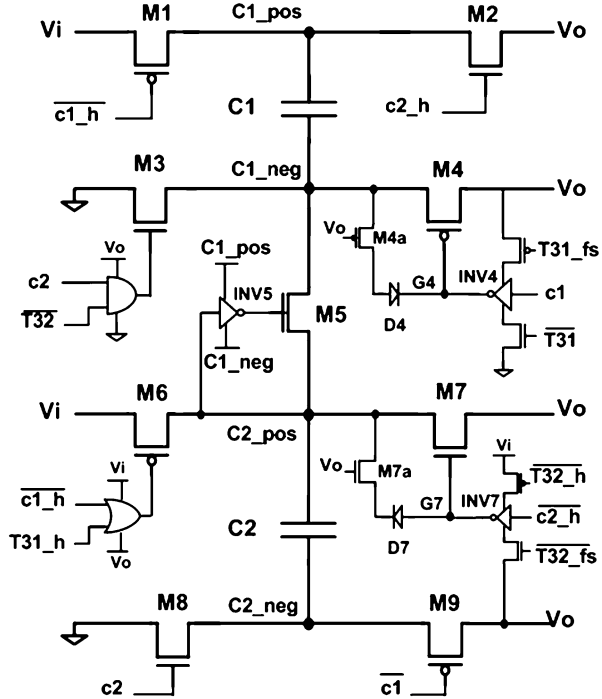 M1 C1_pos M2
Vi Vo
c1_h C1 c2_h
M3 C1_neg M4
Vo
Vo C1_pos Vo M4a T31_fs
c2 INV5 G4 INV4 c1
T32 M5 D4 T31
C1_neg
M6 M7
Vi C2_pos Vo
Vi Vo M7a Vi T32_h
c1_h G7 INV7 c2_h
T31_h C2 D7 T32_fs
Vo
M8 C2_neg M9
Vo
c2 c1